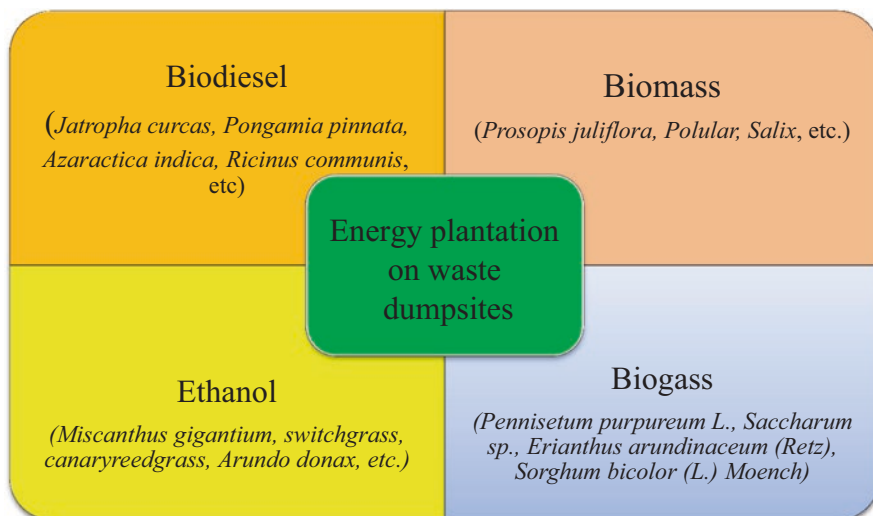 Biodiesel
(Jatropha curcas, Pongamia pinnata,
Azaractica indica, Ricinus communis,
etc)
Biomass
(Prosopis juliflora, Polular, Salix, etc.)
Energy plantation
on waste
dumpsites
Ethanol
(Miscanthus gigantium, switchgrass,
canaryreedgrass, Arundo donax, etc.)
Biogass
(Pennisetum purpureum L., Saccharum
sp., Erianthus arundinaceum (Retz),
Sorghum bicolor (L.) Moench)